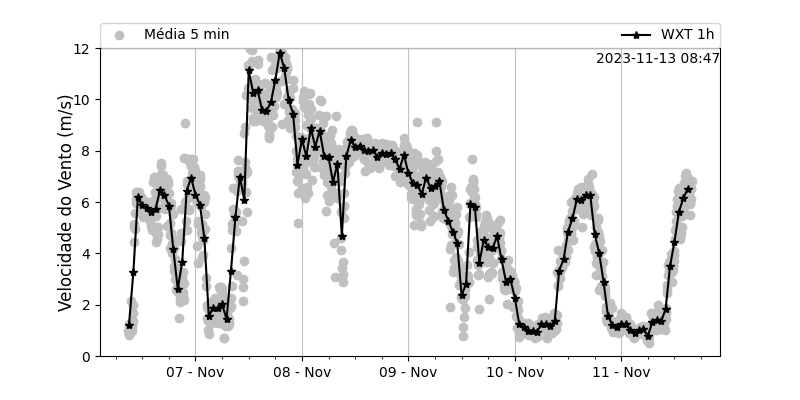 Média 5 min
WXT 1h
2023-11-13 08:47
Velocidade do Vento (m/s)
12
10
8
6
4
2
0
07 - Nov
08 - Nov
09 - Nov
10 - Nov
11 - Nov